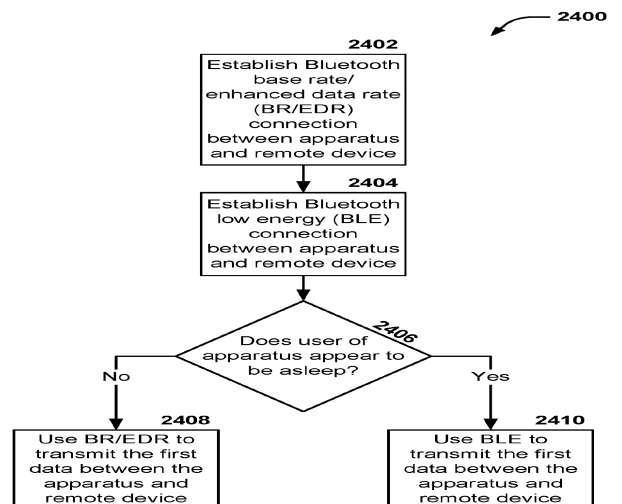 2400
2402
Establish Bluetooth
base rate/
enhanced data rate
(BR/EDR)
connection
between apparatus
and remote device
2404
Establish Bluetooth
low energy (BLE)
connection
between apparatus
and remote device
2406
Does user of
apparatus appear to
be asleep?
No
Yes
2408
Use BR/EDR to
transmit the first
data between the
apparatus and
remote device
2410
Use BLE to
transmit the first
data between the
apparatus and
remote device